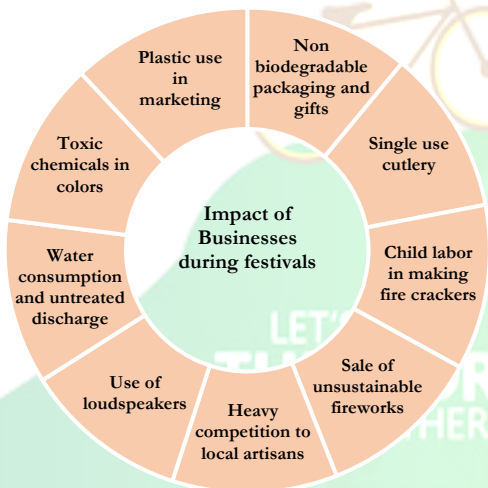 Non
biodegradable
packaging and
gifts
Single use
cutlery
Child labor
in making
fire crackers
Sale of
unsustainable
fireworks
Heavy
competition to
local artisans
Use of
loudspeakers
Water
consumption
and untreated
discharge
Toxic
chemicals in
colors
Plastic use
in
marketing
Impact of
Businesses
during festivals
LET'S